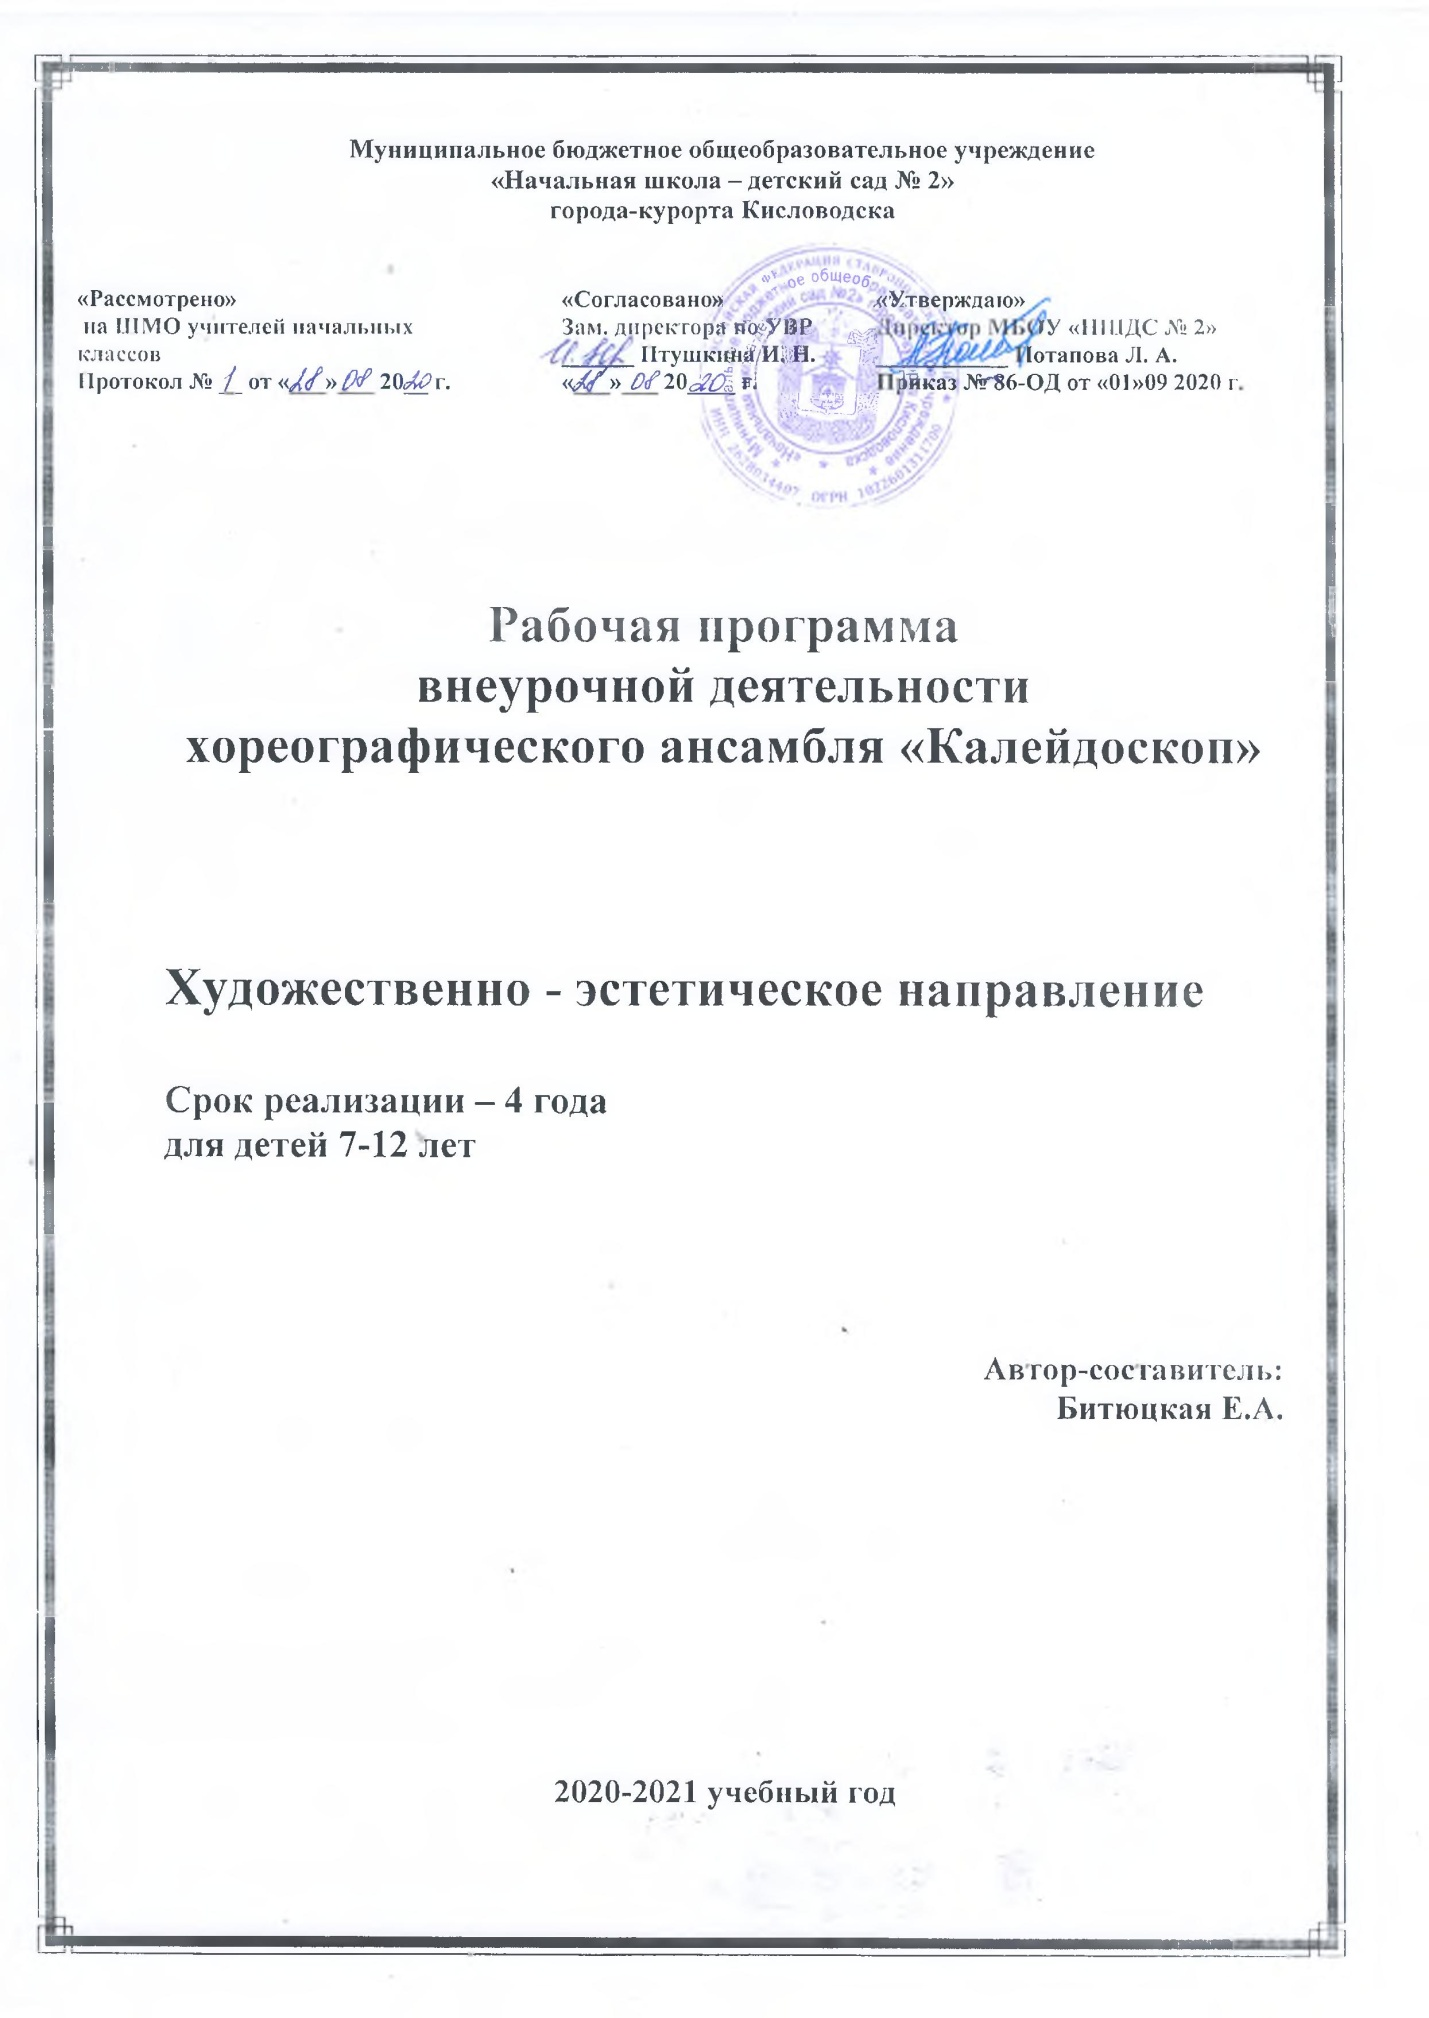 Муниципальное бюджетное общеобразовательное учреждение
«Начальная школа – детский сад № 2»
города-курорта Кисловодска
«Рассмотрено»
на ШМО учителей начальных
классов
Протокол № 1 от «28» 08 2020 г.
«Согласовано»
Зам. директора по УВР
Птушкина И. Н.
«28» 08 2020 г.
«Утверждаю»
Директор МБОУ «НШДС № 2»
Потапова Л. А.
Приказ № 86-ОД от «01»09 2020 г.
ИНН 2628034407 ОГРН 1022601311700
Рабочая программа
внеурочной деятельности
хореографического ансамбля «Калейдоскоп»
Художественно - эстетическое направление
Срок реализации – 4 года
для детей 7-12 лет
Автор-составитель:
Битюцкая Е.А.
2020-2021 учебный год